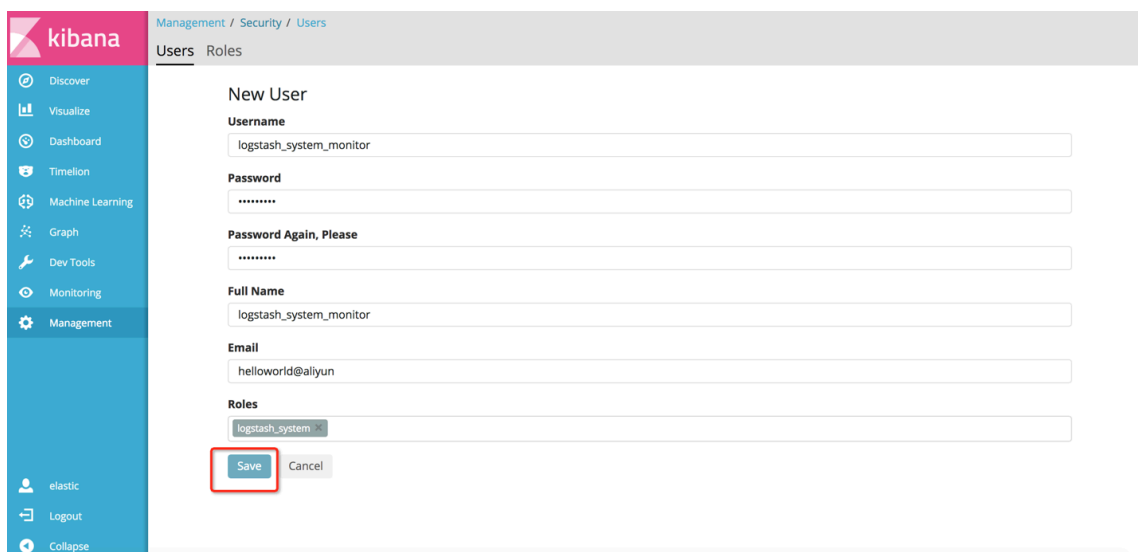 kibana
Management / Security / Users
Users Roles
Discover
Visualize
Dashboard
Timelion
Machine Learning
Graph
Dev Tools
Monitoring
Management
elastic
Logout
Collapse
New User
Username
logstash_system_monitor
Password
•••••••••
Password Again, Please
•••••••••
Full Name
logstash_system_monitor
Email
helloworld@aliyun
Roles
logstash_system ×
Save Cancel